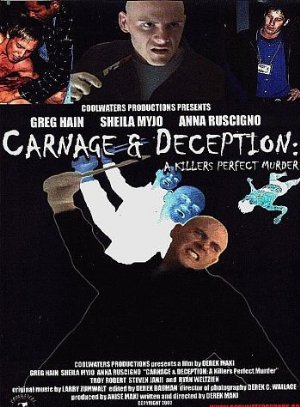 COOLWATERS PRODUCTIONS PRESENTS
GREG HAIN SHEILA MYJO ANNA RUSCIGNO
CARNAGE & DECEPTION:
A KILLERS PERFECT MURDER
COOLWATERS PRODUCTIONS presents a film by DEREK MAKI
GREG HAIN SHEILA MYJO ANNA RUSCIGNO "CARNAGE & DECEPTION: A Killers Perfect Murder"
TROY ROBERT STEVEN JANJI and RYAN WELTZIEN
original music by LARRY ZUMWALT edited by DEREK BAUMAN director of photography DEREK C. WALLACE
produced by ANISE MAKI written and directed by DEREK MAKI
COPYRIGHT 2002